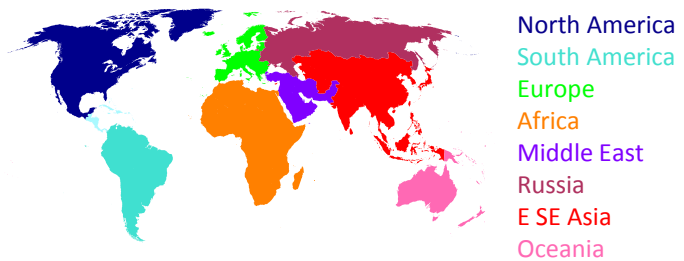 North America
South America
Europe
Africa
Middle East
Russia
E SE Asia
Oceania